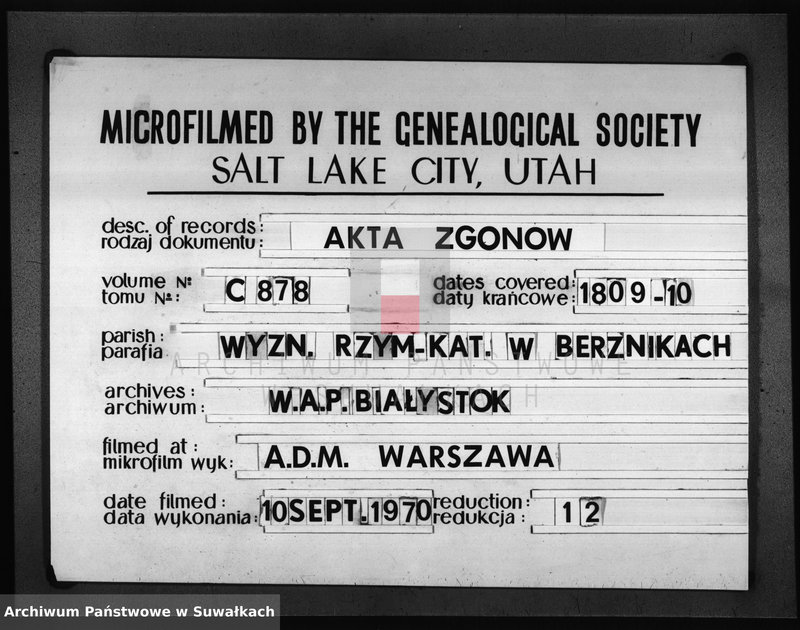 MICROFILMED BY THE GENEALOGICAL SOCIETY
SALT LAKE CITY, UTAH
desc. of records:
rodzaj dokumentu:
AKTA ZGONOW
volume №
tomu №:
C 878
dates covered:
daty krańcowe:
1809-10
parish:
parafia
WYZN. RZYM-KAT. W BERZNIKACH
ARCHIWUM PAŃSTWOWE
archives:
archiwum:
W.A.P. BIAŁYSTOK
filmed at:
mikrofilm wyk:
A.D.M. WARSZAWA
date filmed:
data wykonania:
10 SEPT. 1970
reduction:
redukcja:
12
Archiwum Państwowe w Suwałkach